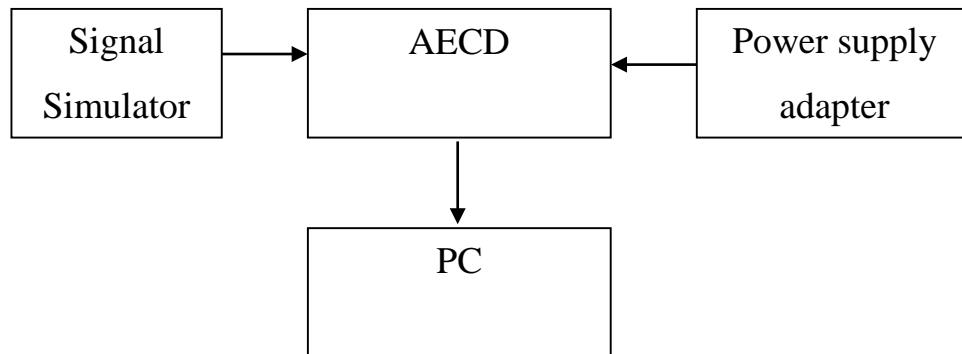 Signal
Simulator
AECD
Power supply
adapter
PC